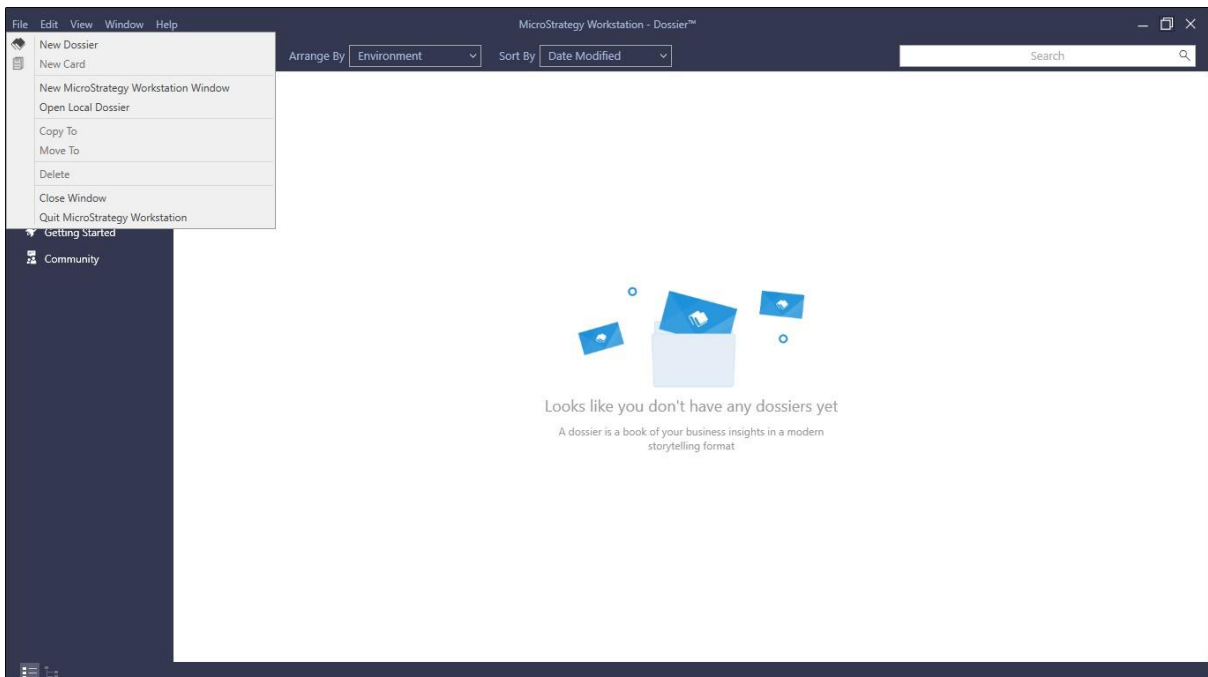 File Edit View Window Help
MicroStrategy Workstation - Dossier™
New Dossier
New Card
New MicroStrategy Workstation Window
Open Local Dossier
Copy To
Move To
Delete
Close Window
Quit MicroStrategy Workstation
Arrange By Environment Sort By Date Modified Search
Getting Started
Community
Looks like you don't have any dossiers yet
A dossier is a book of your business insights in a modern
storytelling format